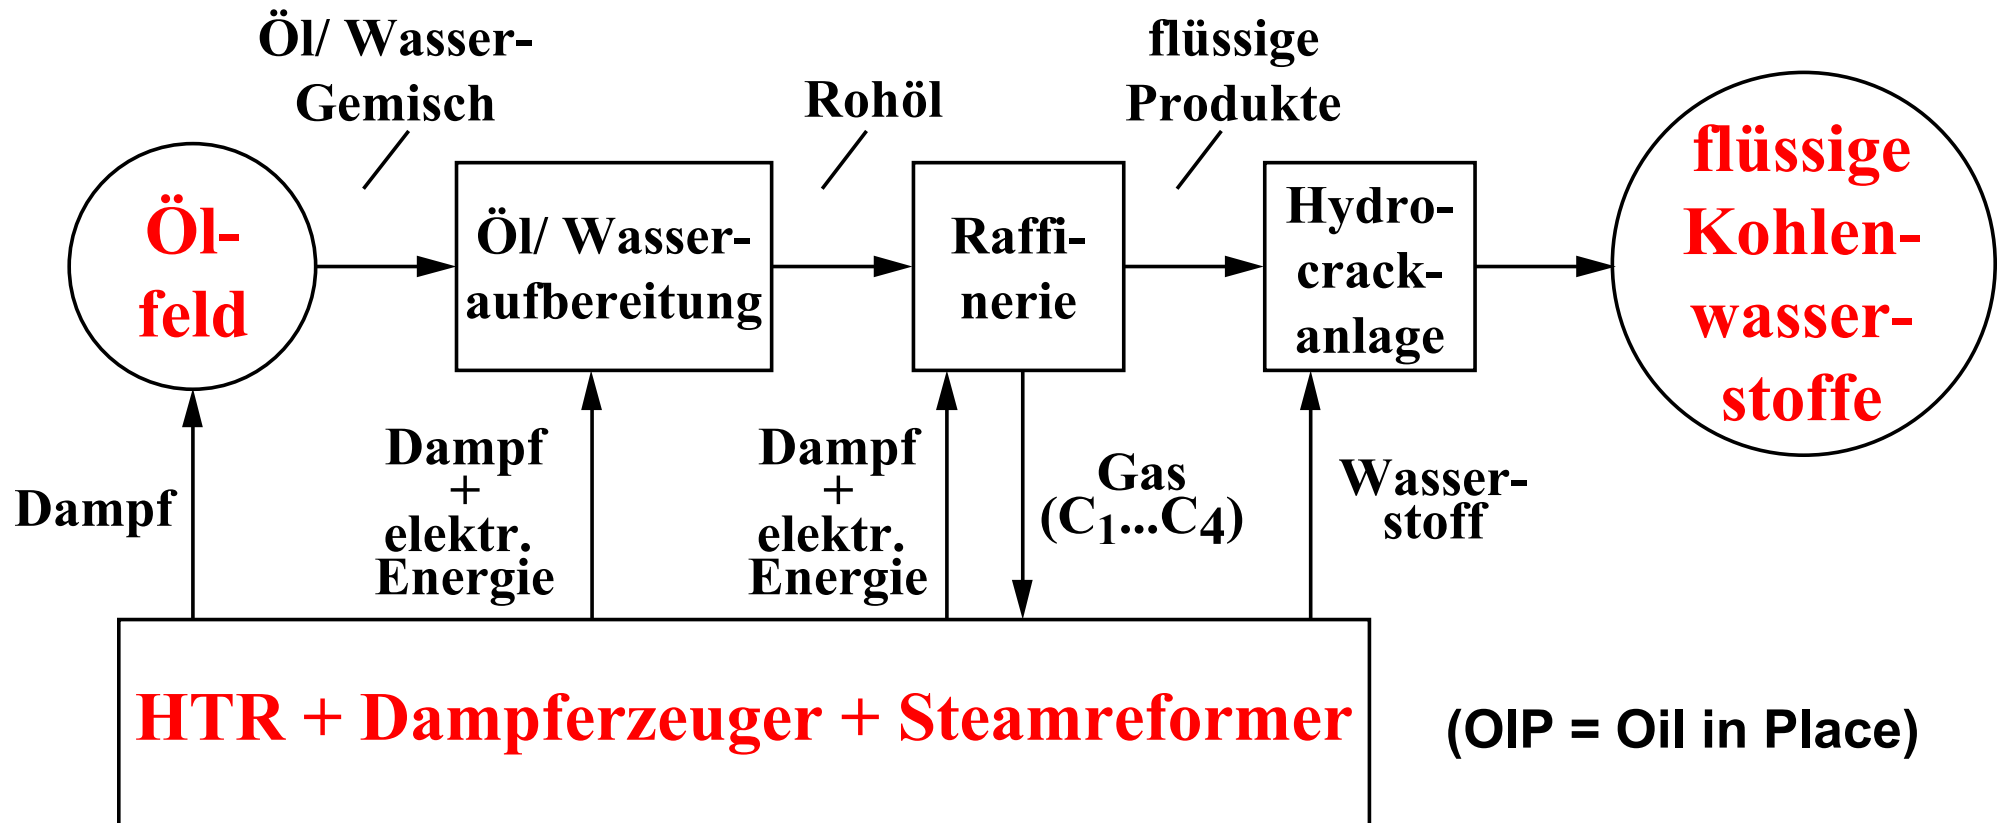 Öl/ Wasser-
Gemisch
Rohöl
flüssige
Produkte
Öl-
feld
Öl/ Wasser-
aufbereitung
Raffi-
nerie
Hydro-
crack-
anlage
flüssige
Kohlen-
wasser-
stoffe
Dampf
Dampf
+
elektr.
Energie
Dampf
+
elektr.
Energie
Gas
(C1...C4)
Wasser-
stoff
HTR + Dampferzeuger + Steamreformer
(OIP = Oil in Place)